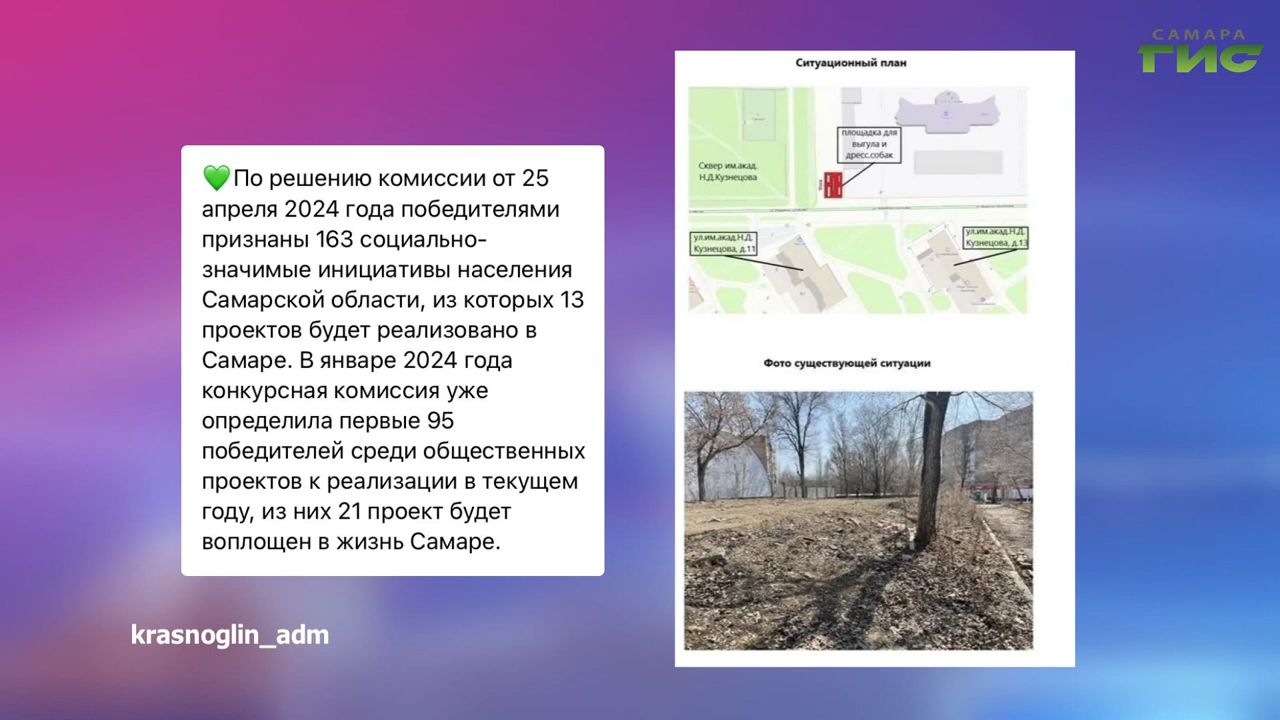 САМАРА
ГИС
💚По решению комиссии от 25
апреля 2024 года победителями
признаны 163 социально-
значимые инициативы населения
Самарской области, из которых 13
проектов будет реализовано в
Самаре. В январе 2024 года
конкурсная комиссия уже
определила первые 95
победителей среди общественных
проектов к реализации в текущем
году, из них 21 проект будет
воплощен в жизнь Самаре.
krasnoglin_adm
Ситуационный план
площадка для
выгула и
дресс.собак
Сквер им.акад.
Н.Д.Кузнецова
ул.им.акад.Н.Д.
Кузнецова, д.11
ул.им.акад.Н.Д.
Кузнецова, д.13
Фото существующей ситуации